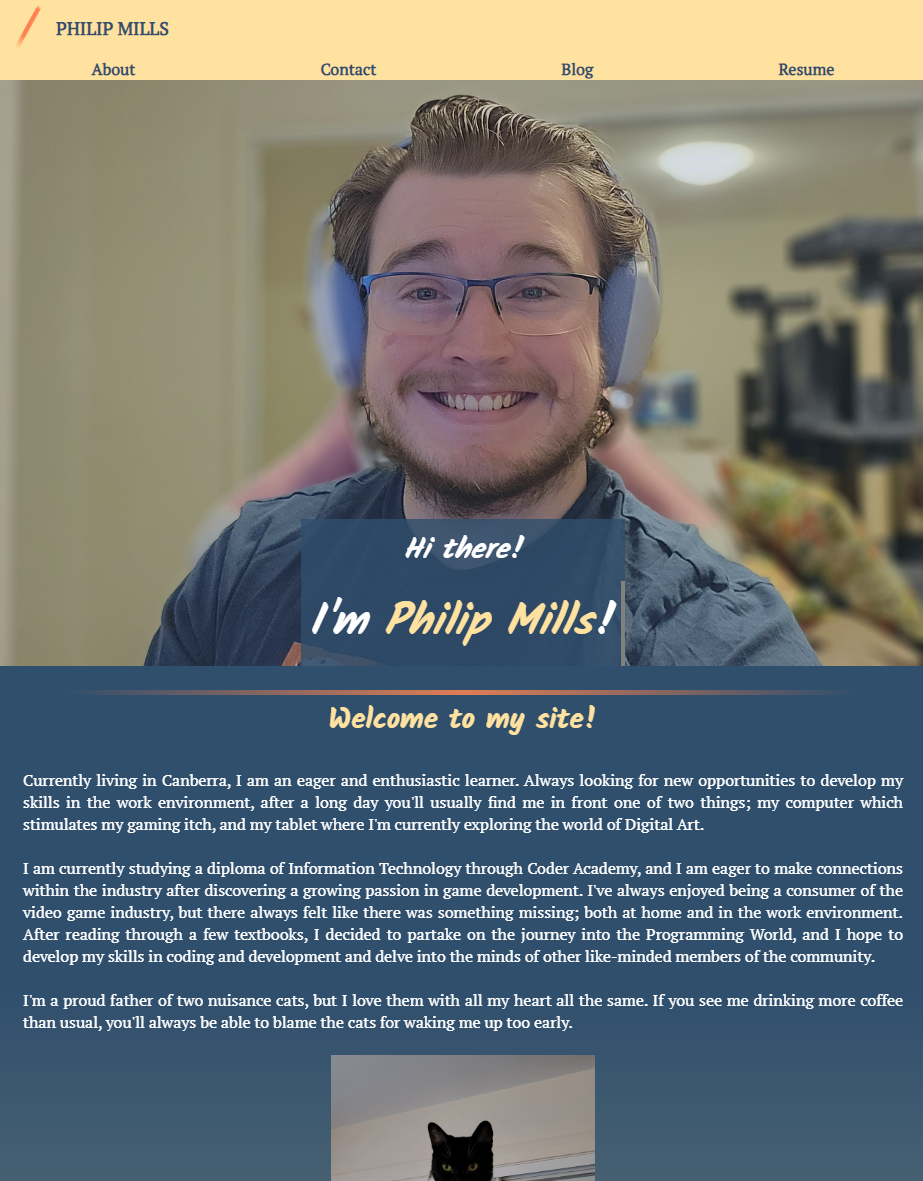 PHILIP MILLS
About Contact Blog Resume
Hi there!
I'm Philip Mills!
Welcome to my site!
Currently living in Canberra, I am an eager and enthusiastic learner. Always looking for new opportunities to develop my
skills in the work environment, after a long day you'll usually find me in front one of two things; my computer which
stimulates my gaming itch, and my tablet where I'm currently exploring the world of Digital Art.
I am currently studying a diploma of Information Technology through Coder Academy, and I am eager to make connections
within the industry after discovering a growing passion in game development. I've always enjoyed being a consumer of the
video game industry, but there always felt like there was something missing; both at home and in the work environment.
After reading through a few textbooks, I decided to partake on the journey into the Programming World, and I hope to
develop my skills in coding and development and delve into the minds of other like-minded members of the community.
I'm a proud father of two nuisance cats, but I love them with all my heart all the same. If you see me drinking more coffee
than usual, you'll always be able to blame the cats for waking me up too early.